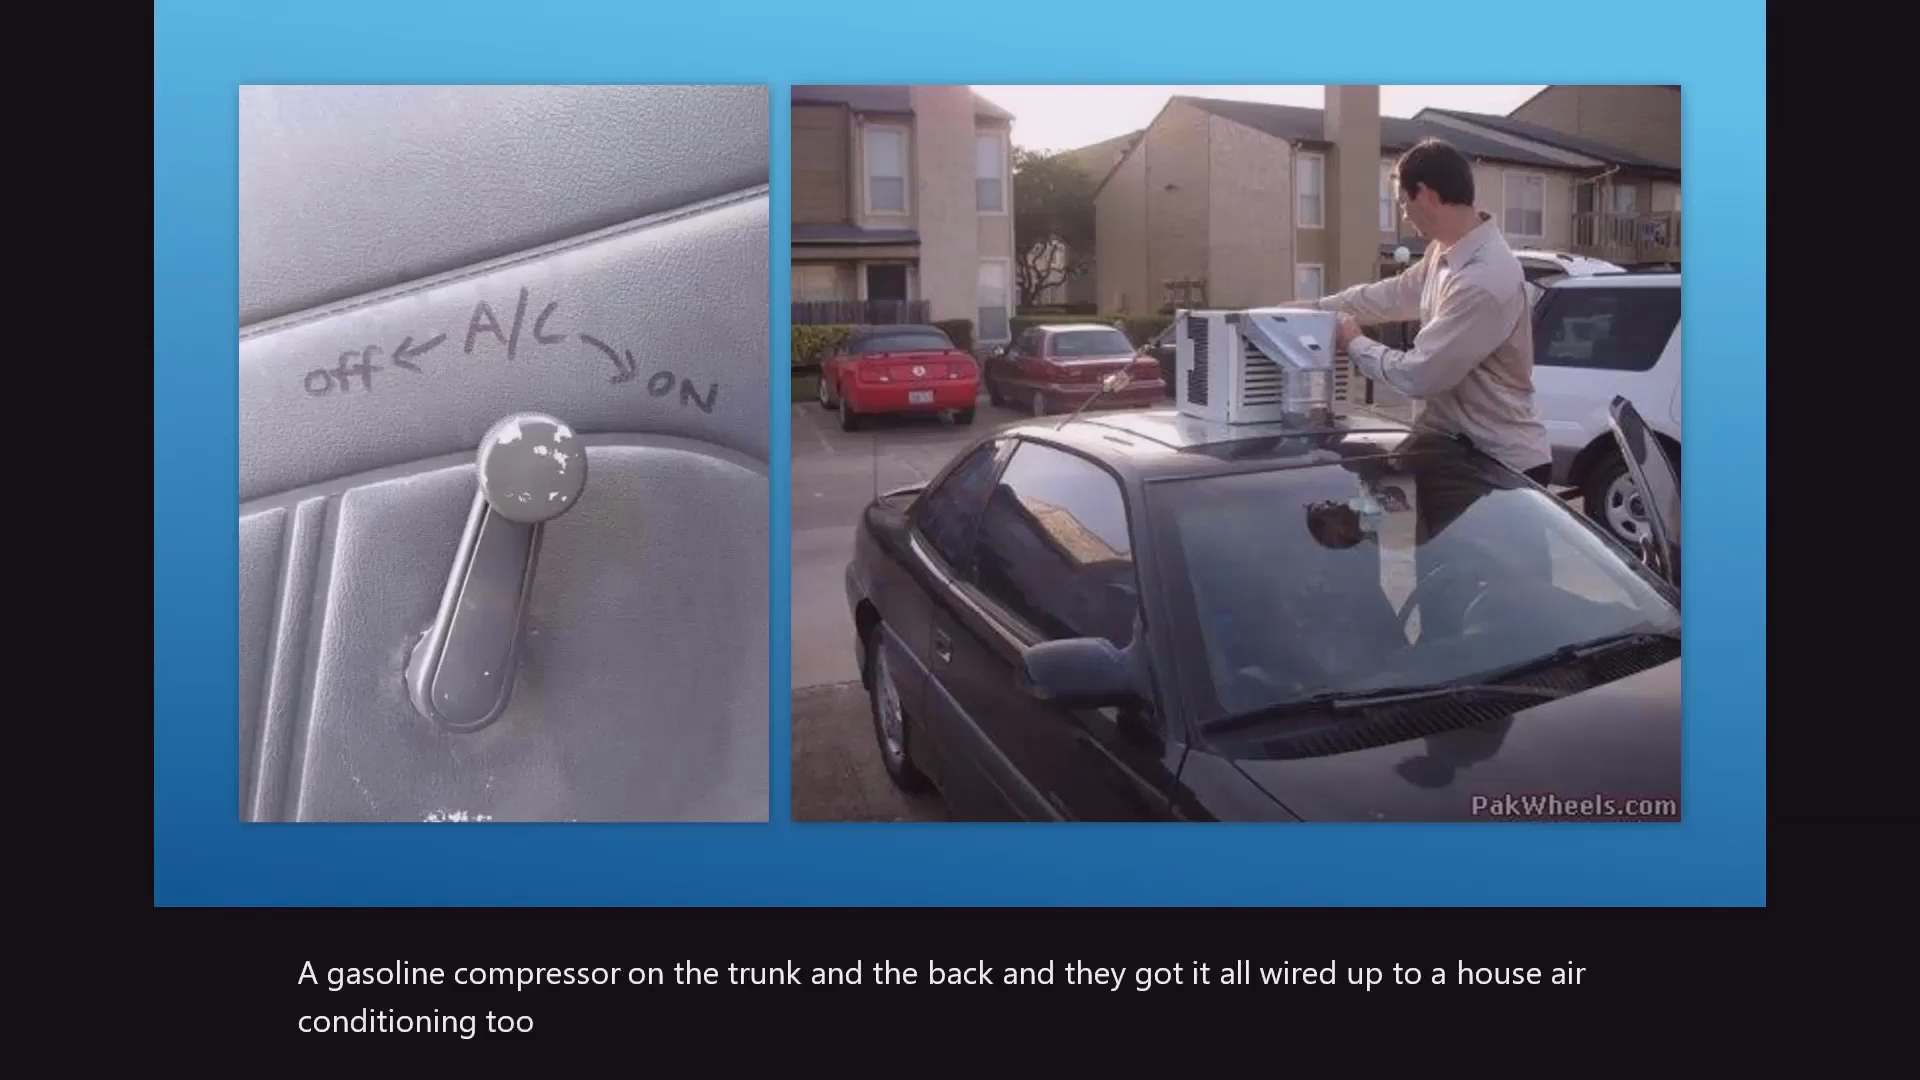 A/C
off ← → ON
PakWheels.com
A gasoline compressor on the trunk and the back and they got it all wired up to a house air
conditioning too